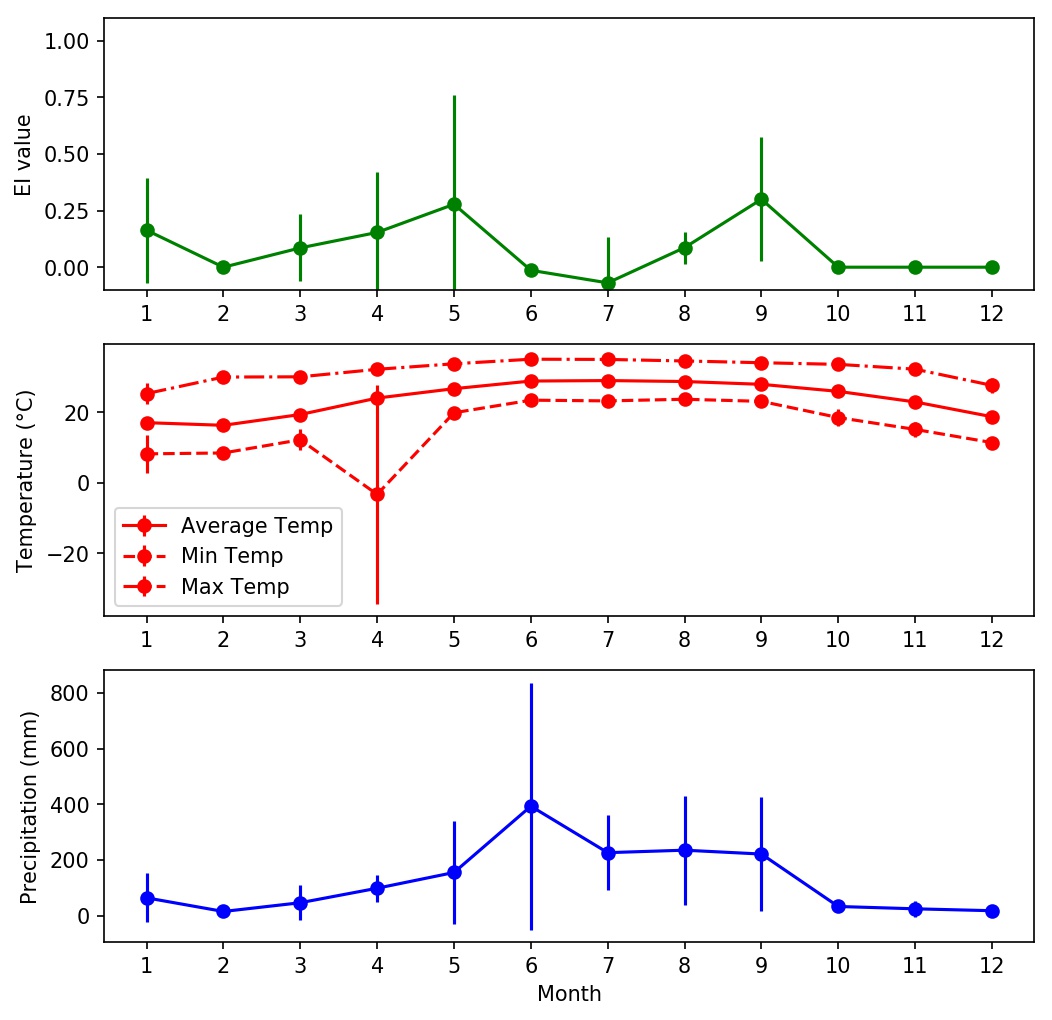 1.00
0.75
0.50
0.25
0.00
EI value
1 2 3 4 5 6 7 8 9 10 11 12
20
0
−20
Temperature (°C)
Average Temp
Min Temp
Max Temp
1 2 3 4 5 6 7 8 9 10 11 12
800
600
400
200
0
Precipitation (mm)
1 2 3 4 5 6 7 8 9 10 11 12
Month